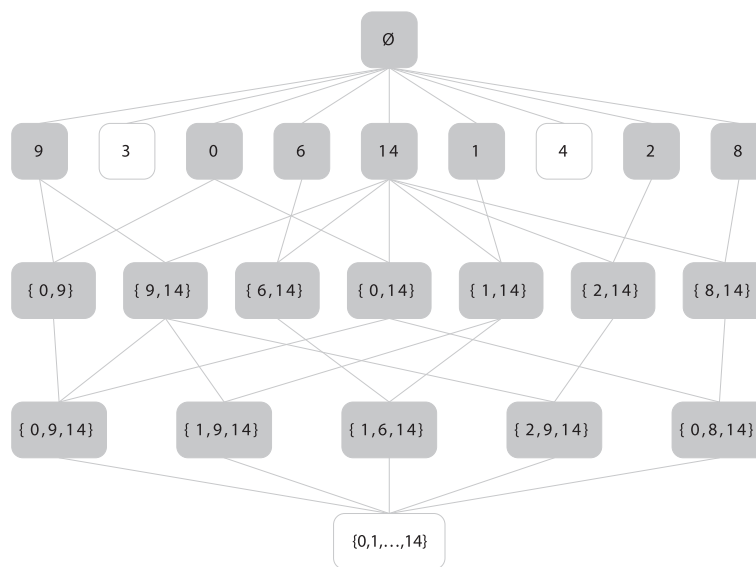 Ø
9 3 0 6 14 1 4 2 8
{ 0,9} { 9,14} { 6,14} { 0,14} { 1,14} { 2,14} { 8,14}
{ 0,9,14} { 1,9,14} { 1,6,14} { 2,9,14} { 0,8,14}
{0,1,...,14}